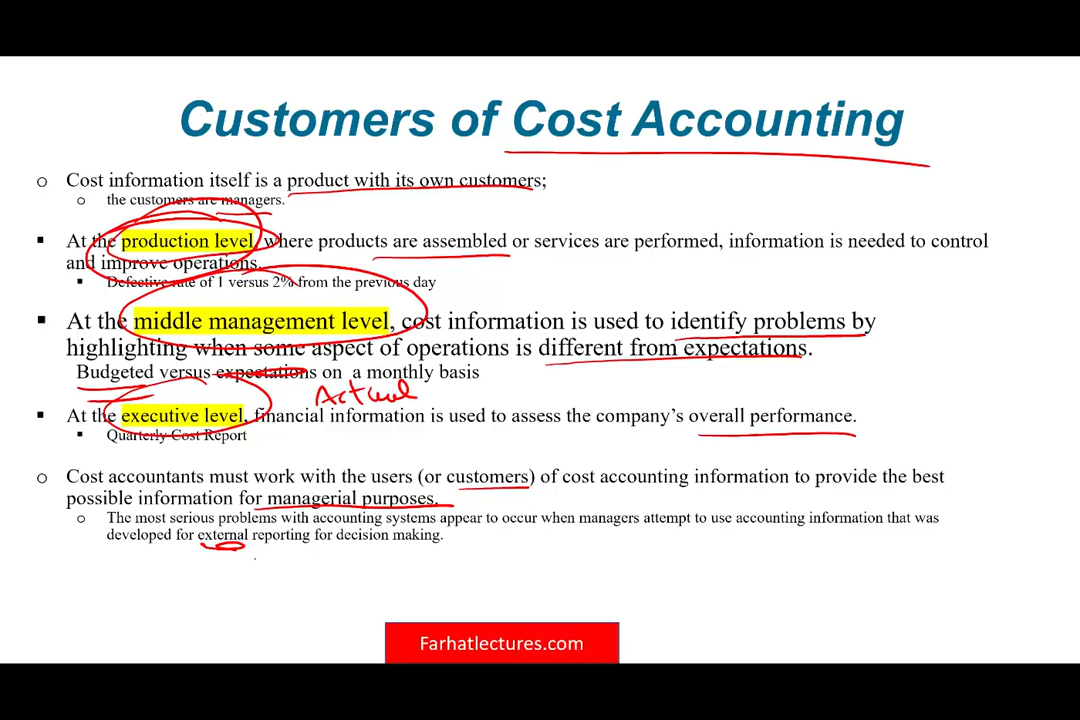 Customers of Cost Accounting
o Cost information itself is a product with its own customers;
o the customers are managers.
▪ At the production level, where products are assembled or services are performed, information is needed to control
and improve operations.
▪ Defective rate of 1 versus 2% from the previous day
▪ At the middle management level, cost information is used to identify problems by
highlighting when some aspect of operations is different from expectations.
Budgeted versus expectations on a monthly basis
Actual
▪ At the executive level, financial information is used to assess the company's overall performance.
▪ Quarterly Cost Report
o Cost accountants must work with the users (or customers) of cost accounting information to provide the best
possible information for managerial purposes.
o The most serious problems with accounting systems appear to occur when managers attempt to use accounting information that was
developed for external reporting for decision making.
Farhatlectures.com